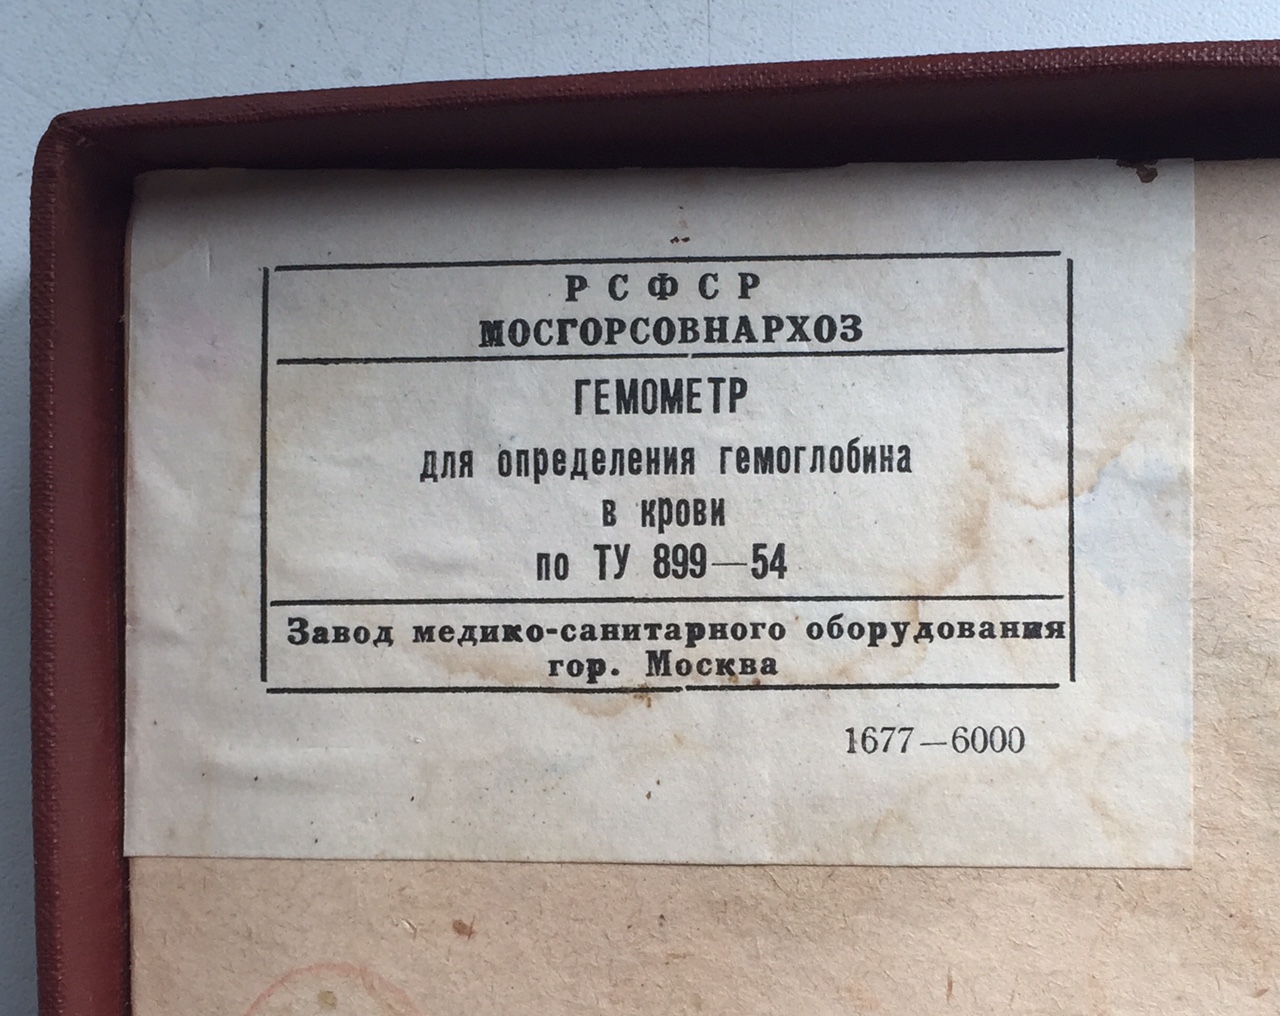 РСФСР
МОСГОРСОВНАРХОЗ
ГЕМОМЕТР
для определения гемоглобина
в крови
по ТУ 899—54
Завод медико-санитарного оборудования
гор. Москва
1677—6000